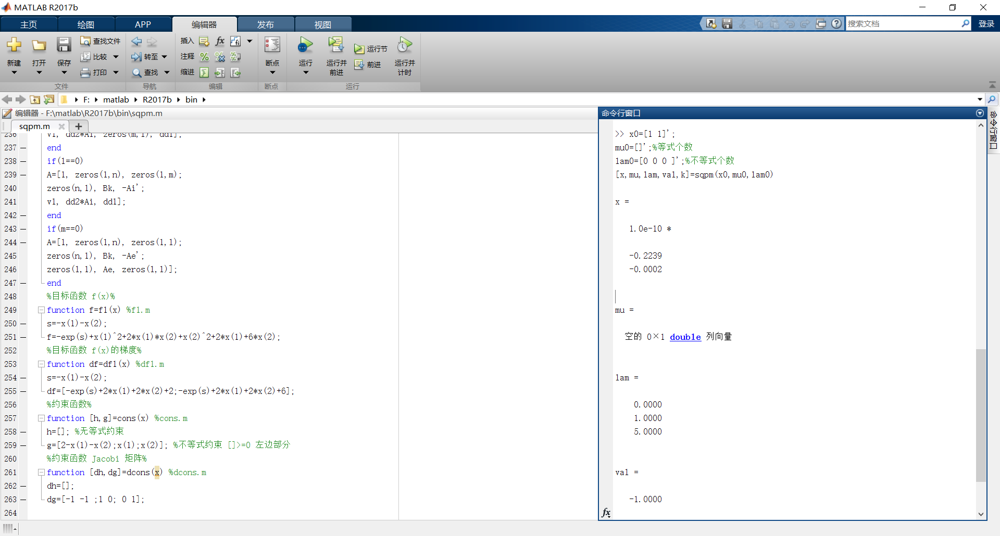 MATLAB R2017b
主页 绘图 APP 编辑器 发布 视图
搜索文档 登录
新建 打开 保存 查找文件 比较 打印
转至 查找
插入 fx fi
注释
缩进
断点 运行 运行并前进 运行节 前进 运行并计时
文件 导航 编辑 断点 运行
F: matlab R2017b bin
编辑器 - F:\matlab\R2017b\bin\sqpm.m
sqpm.m
236 v1, dd2*Ai, zeros(m,1), dd1];
237 end
238 if(l==0)
239 A=[1, zeros(1,n), zeros(1,m);
240 zeros(n,1), Bk, -Ai';
241 v1, dd2*Ai, dd1];
242 end
243 if(m==0)
244 A=[1, zeros(1,n), zeros(1,l);
245 zeros(n,1), Bk, -Ae';
246 zeros(l,1), Ae, zeros(l,l)];
247 end
248 %目标函数 f(x)%
249 function f=f1(x) %f1.m
250 s=-x(1)-x(2);
251 f=-exp(s)+x(1)^2+2*x(1)*x(2)+x(2)^2+2*x(1)+6*x(2);
252 %目标函数 f(x)的梯度%
253 function df=df1(x) %df1.m
254 s=-x(1)-x(2);
255 df=[-exp(s)+2*x(1)+2*x(2)+2;-exp(s)+2*x(1)+2*x(2)+6];
256 %约束函数%
257 function [h,g]=cons(x) %cons.m
258 h=[]; %无等式约束
259 g=[2-x(1)-x(2);x(1);x(2)]; %不等式约束 []>=0 左边部分
260 %约束函数 Jacobi 矩阵%
261 function [dh,dg]=dcons(x) %dcons.m
262 dh=[];
263 dg=[-1 -1 ;1 0; 0 1];
264
命令行窗口
>> x0=[1 1]';
mu0=[]';%等式个数
lam0=[0 0 0 ]';%不等式个数
[x,mu,lam,val,k]=sqpm(x0,mu0,lam0)
x =
1.0e-10 *
-0.2239
-0.0002
mu =
空的 0×1 double 列向量
lam =
0.0000
1.0000
5.0000
val =
-1.0000
fx
命令行窗口